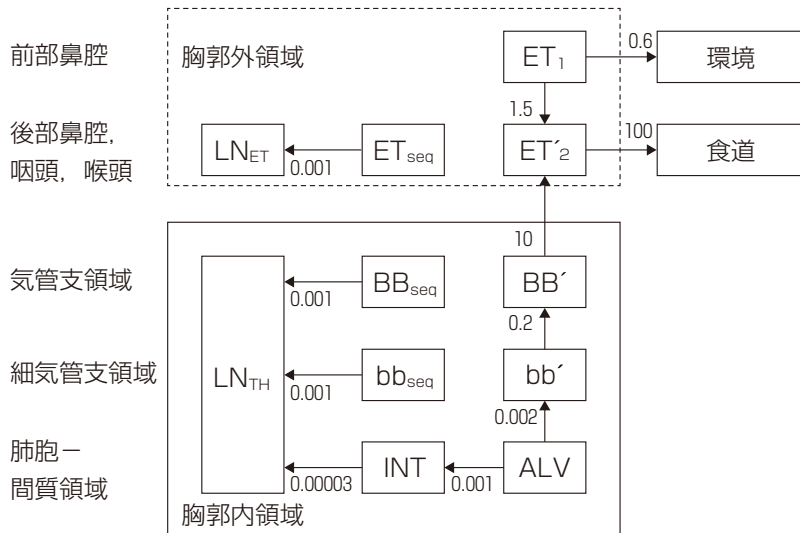 前部鼻腔
胸郭外領域
ET1
0.6
環境
1.5
後部鼻腔,
咽頭, 喉頭
LNET
0.001
ETseq
ET´2
100
食道
10
気管支領域
0.001
BBseq
BB´
0.2
細気管支領域
LNTH
0.001
bbseq
bb´
0.002
肺胞－
間質領域
0.00003
INT
0.001
ALV
胸郭内領域